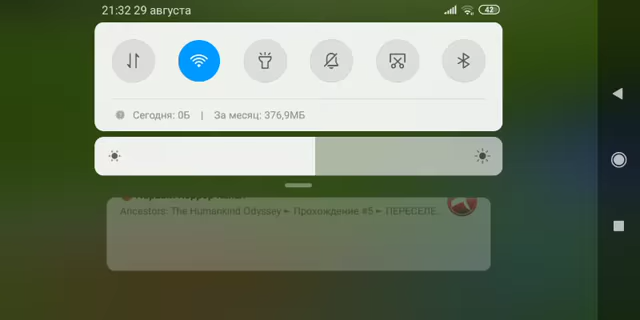 21:32 29 августа
42
Сегодня: 0Б | За месяц: 376,9МБ
Ancestors: The Humankind Odyssey ► Прохождение #5 ► ПЕРЕСЕЛЕ..